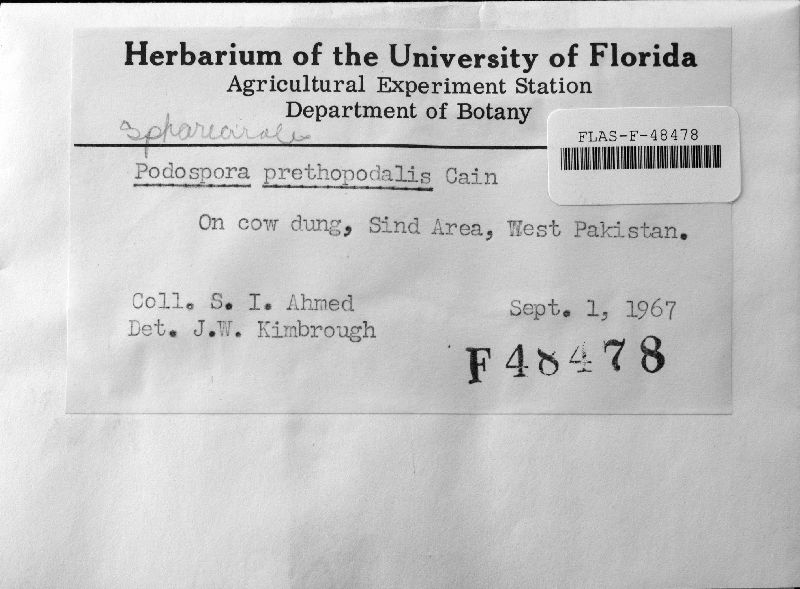 Herbarium of the University of Florida
Agricultural Experiment Station
Department of Botany
FLAS-F-48478
Podospora prethopodalis Cain
On cow dung, Sind Area, West Pakistan.
Coll. S. I. Ahmed
Sept. 1, 1967
Det. J.W. Kimbrough
F48478